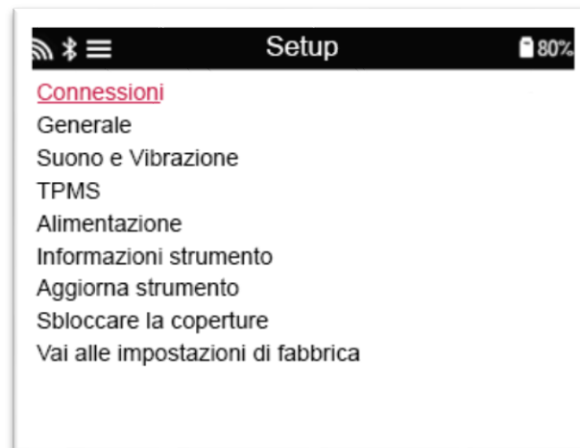 Setup 80%
Connessioni
Generale
Suono e Vibrazione
TPMS
Alimentazione
Informazioni strumento
Aggiorna strumento
Sbloccare la coperture
Vai alle impostazioni di fabbrica